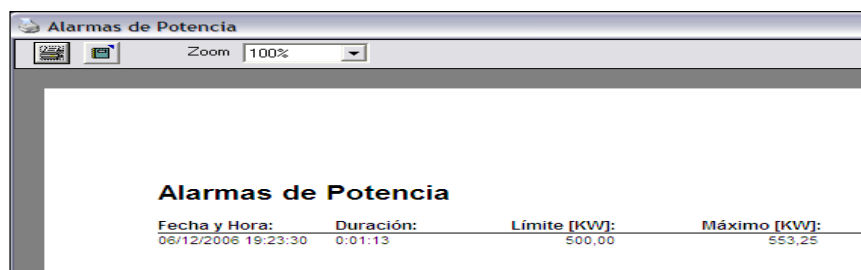 Alarmas de Potencia
Zoom 100%
Alarmas de Potencia
Fecha y Hora: Duración: Límite [KW]: Máximo [KW]:
06/12/2006 19:23:30 0:01:13 500,00 553,25